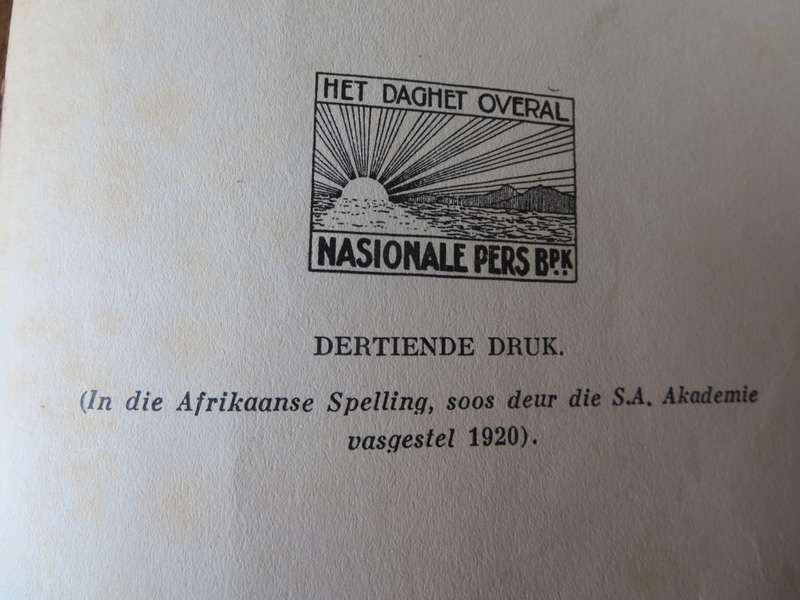 HET DAGHET OVERAL
NASIONALE PERS BPK
DERTIENDE DRUK.
(In die Afrikaanse Spelling, soos deur die S.A. Akademie
vasgestel 1920).